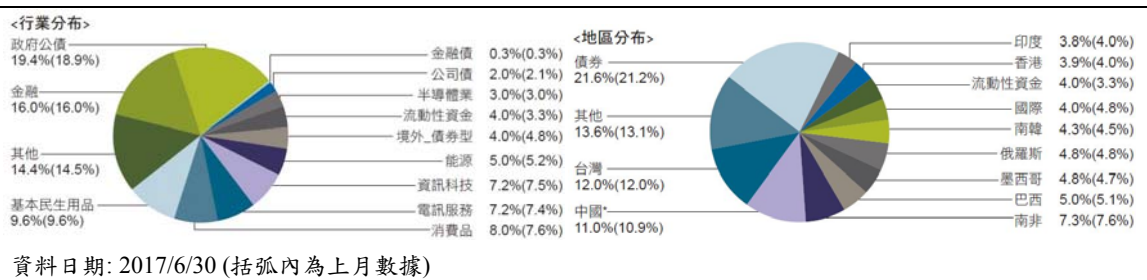 <行業分布>
政府公債
19.4%(18.9%)
金融
16.0%(16.0%)
其他
14.4%(14.5%)
基本民生用品
9.6%(9.6%)
金融債 0.3%(0.3%)
公司債 2.0%(2.1%)
半導體業 3.0%(3.0%)
流動性資金 4.0%(3.3%)
境外_債券型 4.0%(4.8%)
能源 5.0%(5.2%)
資訊科技 7.2%(7.5%)
電訊服務 7.2%(7.4%)
消費品 8.0%(7.6%)
<地區分布>
債券
21.6%(21.2%)
其他
13.6%(13.1%)
台灣
12.0%(12.0%)
中國*
11.0%(10.9%)
印度 3.8%(4.0%)
香港 3.9%(4.0%)
流動性資金 4.0%(3.3%)
國際 4.0%(4.8%)
南韓 4.3%(4.5%)
俄羅斯 4.8%(4.8%)
墨西哥 4.8%(4.7%)
巴西 5.0%(5.1%)
南非 7.3%(7.6%)
資料日期: 2017/6/30 (括弧內為上月數據)